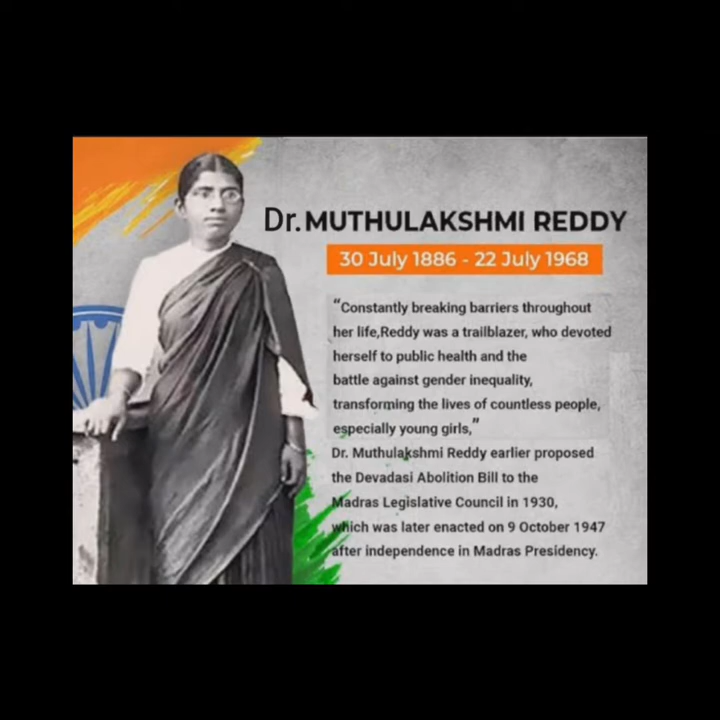 Dr. MUTHULAKSHMI REDDY
30 July 1886 - 22 July 1968
“Constantly breaking barriers throughout
her life,Reddy was a trailblazer, who devoted
herself to public health and the
battle against gender inequality,
transforming the lives of countless people,
especially young girls,”
Dr. Muthulakshmi Reddy earlier proposed
the Devadasi Abolition Bill to the
Madras Legislative Council in 1930,
which was later enacted on 9 October 1947
after independence in Madras Presidency.